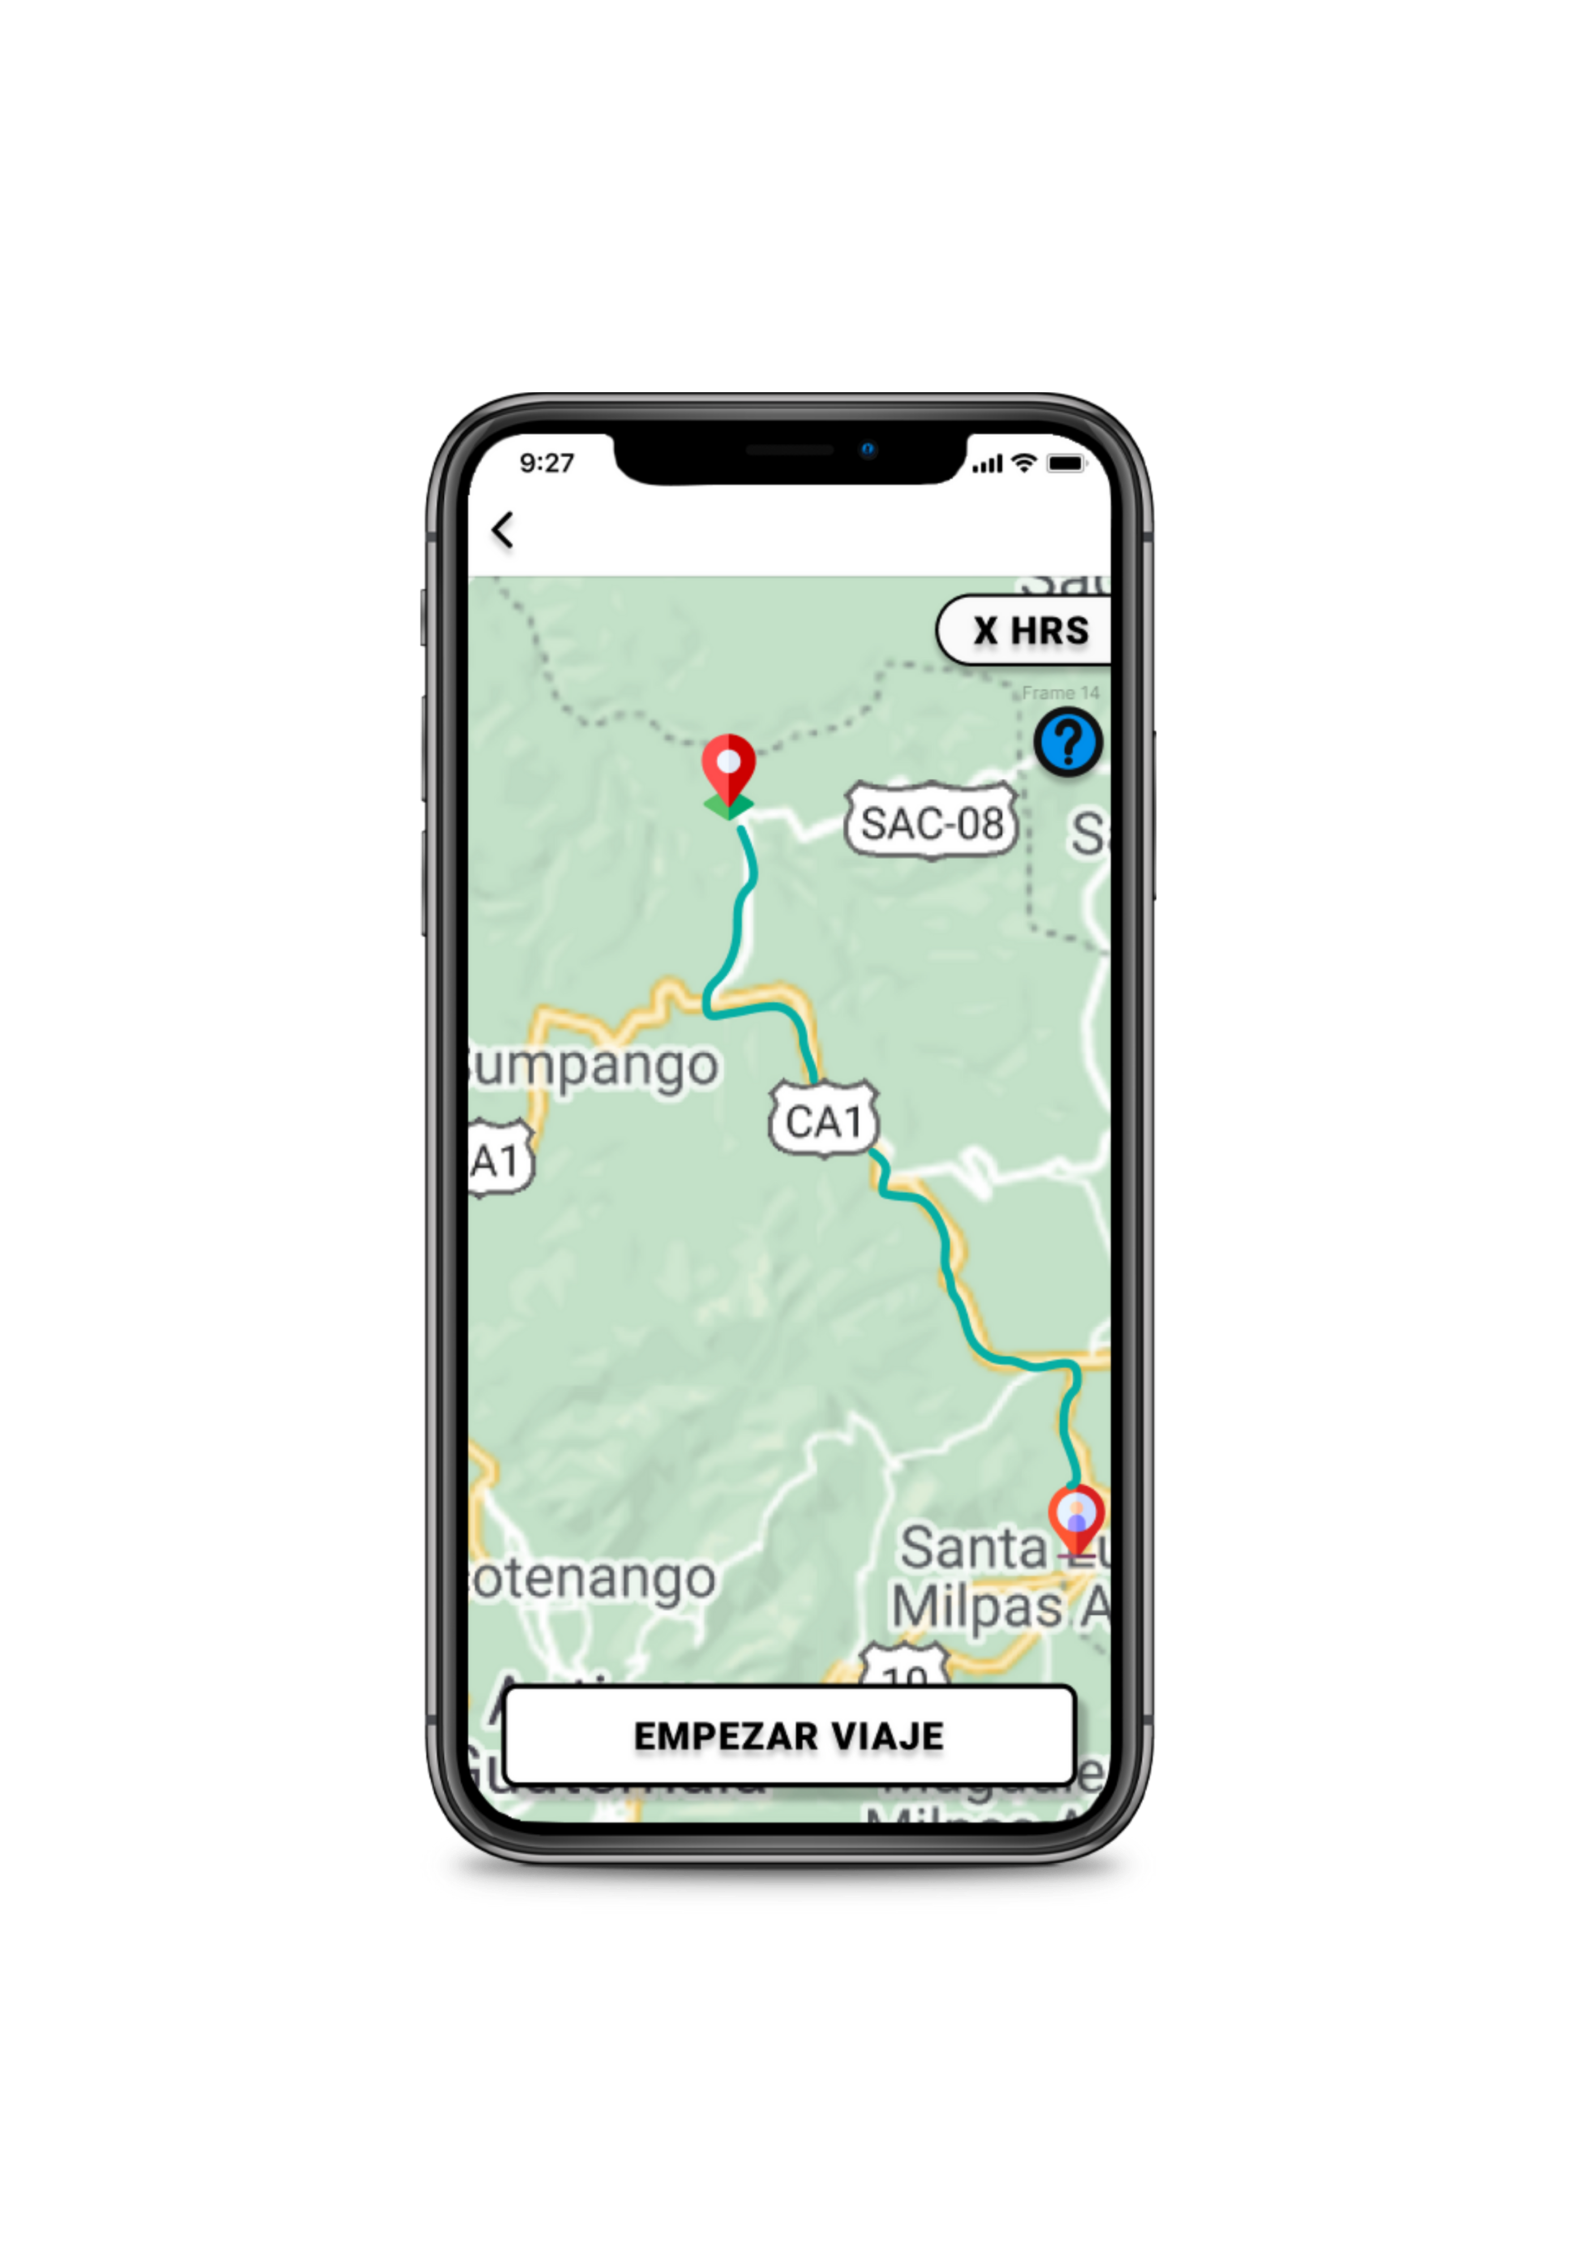 9:27
X HRS
Frame 14
?
SAC-08
umpango
CA1
A1
Santa
Milpas A
otenango
10
EMPEZAR VIAJE